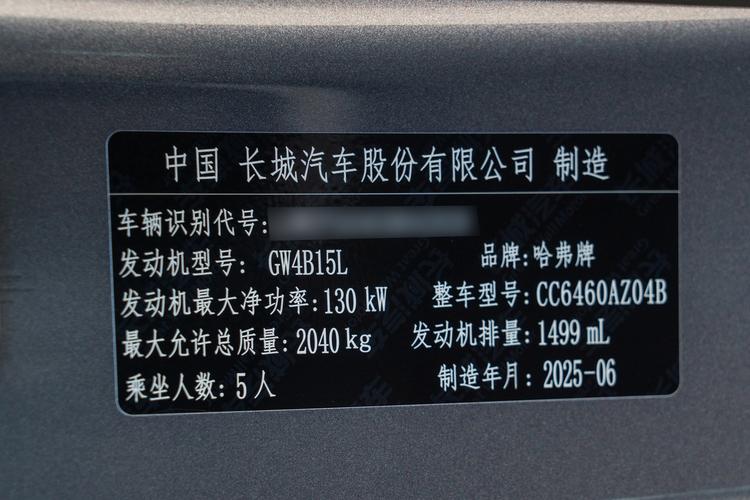 中国 长城汽车股份有限公司 制造
车辆识别代号:
发动机型号: GW4B15L 品牌:哈弗牌
发动机最大净功率:130 kW 整车型号:CC6460AZ04B
最大允许总质量:2040 kg 发动机排量:1499 mL
乘坐人数:5人 制造年月:2025-06